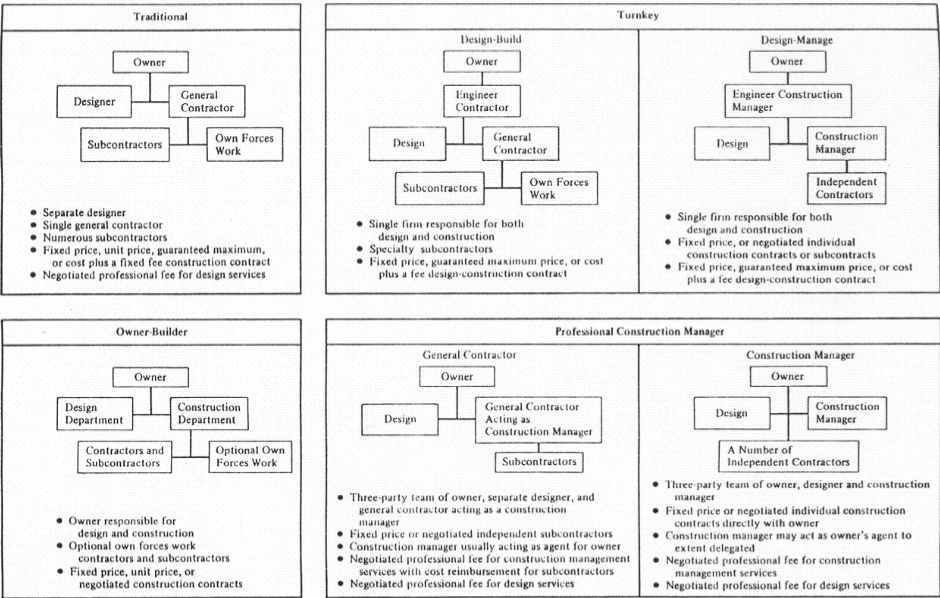 Traditional
Owner
Designer
General
Contractor
Subcontractors
Own Forces
Work
● Separate designer
● Single general contractor
● Numerous subcontractors
● Fixed price, unit price, guaranteed maximum,
or cost plus a fixed fee construction contract
● Negotiated professional fee for design services
Turnkey
Design-Build
Owner
Engineer
Contractor
Design
General
Contractor
Subcontractors
Own Forces
Work
● Single firm responsible for both
design and construction
● Specialty subcontractors
● Fixed price, guaranteed maximum price, or cost
plus a fee design-construction contract
Design-Manage
Owner
Engineer Construction
Manager
Design
Construction
Manager
Independent
Contractors
● Single firm responsible for both
design and construction
● Fixed price, or negotiated individual
construction contracts or subcontracts
● Fixed price, guaranteed maximum price, or cost
plus a fee design-construction contract
Owner-Builder
Owner
Design
Department
Construction
Department
Contractors and
Subcontractors
Optional Own
Forces Work
● Owner responsible for
design and construction
● Optional own forces work
contractors and subcontractors
● Fixed price, unit price, or
negotiated construction contracts
Professional Construction Manager
General Contractor
Owner
Design
General Contractor
Acting as
Construction Manager
Subcontractors
● Three-party team of owner, separate designer, and
general contractor acting as a construction
manager
● Fixed price or negotiated independent subcontractors
● Construction manager usually acting as agent for owner
● Negotiated professional fee for construction management
services with cost reimbursement for subcontractors
● Negotiated professional fee for design services
Construction Manager
Owner
Design
Construction
Manager
A Number of
Independent Contractors
● Three-party team of owner, designer and construction
manager
● Fixed price or negotiated individual construction
contracts directly with owner
● Construction manager may act as owner's agent to
extent delegated
● Negotiated professional fee for construction
management services
● Negotiated professional fee for design services